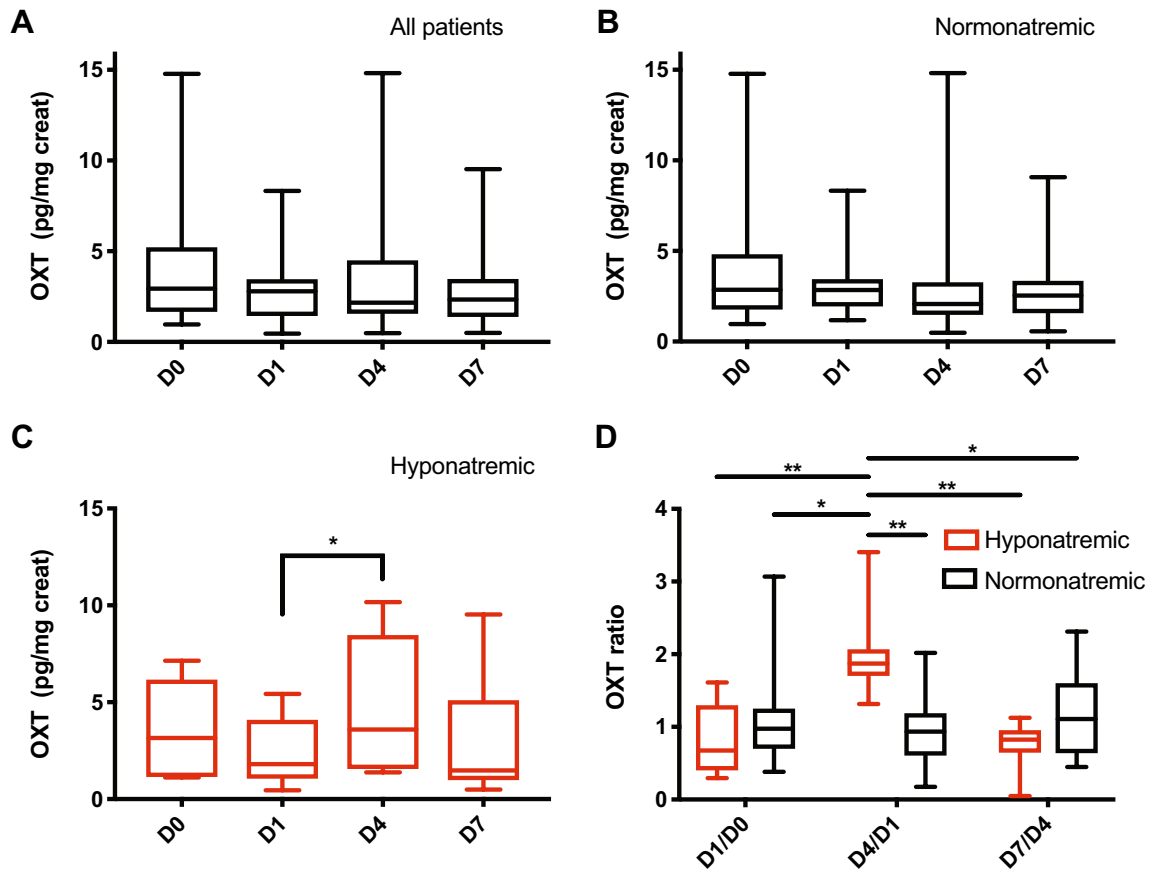 A
All patients
OXT (pg/mg creat)
15
10
5
0
D0
D1
D4
D7
B
Normonatremic
OXT (pg/mg creat)
15
10
5
0
D0
D1
D4
D7
C
Hyponatremic
OXT (pg/mg creat)
15
10
5
0
*
D0
D1
D4
D7
D
OXT ratio
4
3
2
1
0
*
**
**
*
**
Hyponatremic
Normonatremic
D1/D0
D4/D1
D7/D4